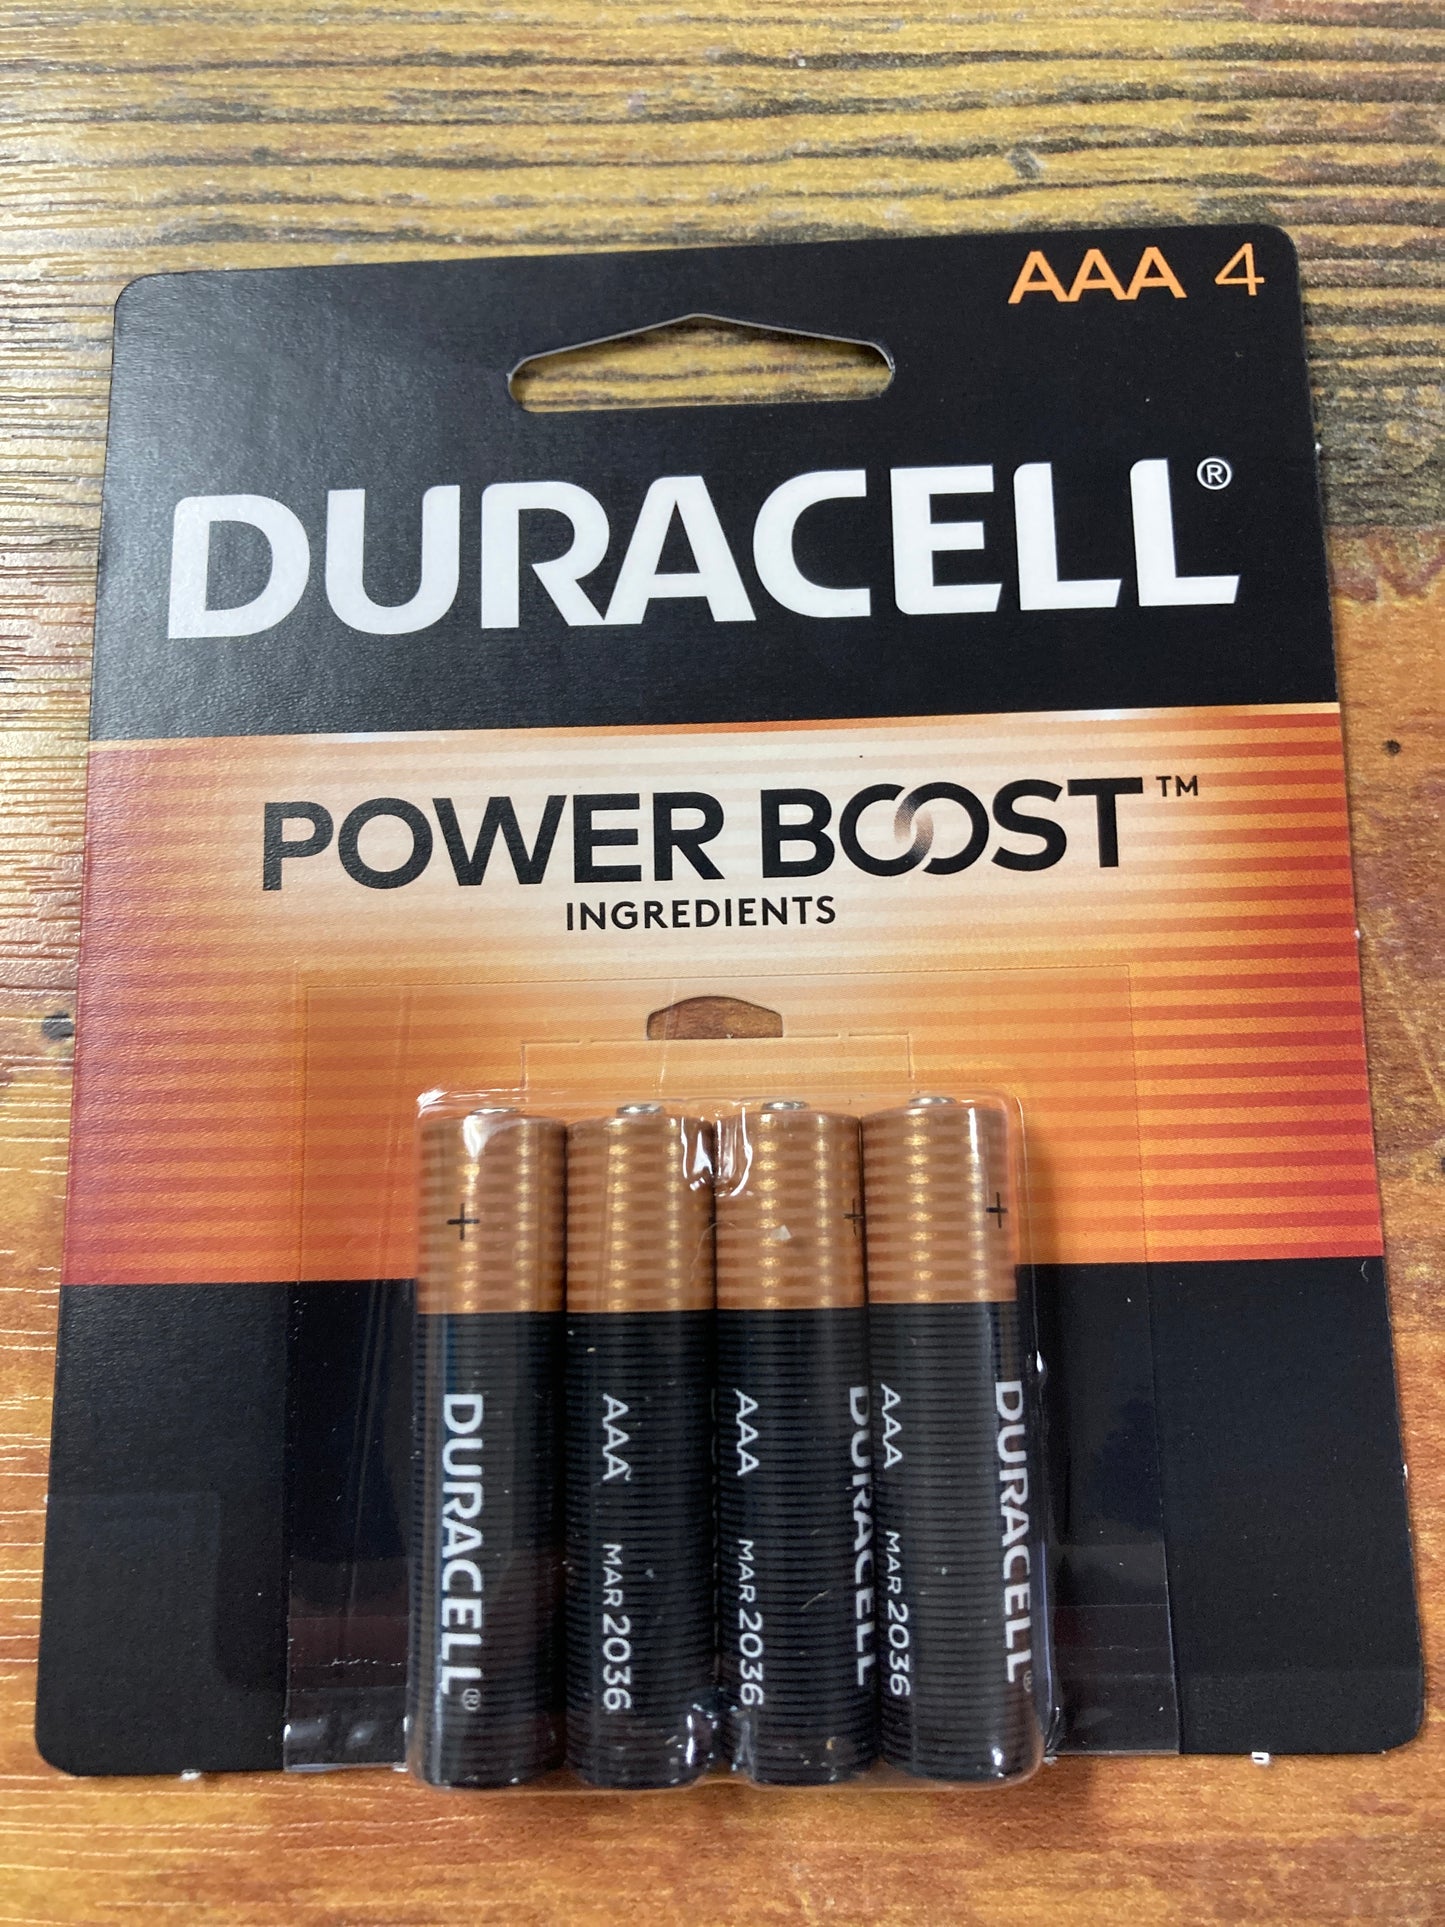 AAA 4
DURACELL®
POWER BOOST™
INGREDIENTS
+
+
+
DURACELL®
AAA MAR 2036
AAA MAR 2036
DURACELL
AAA MAR 2036
DURACELL®